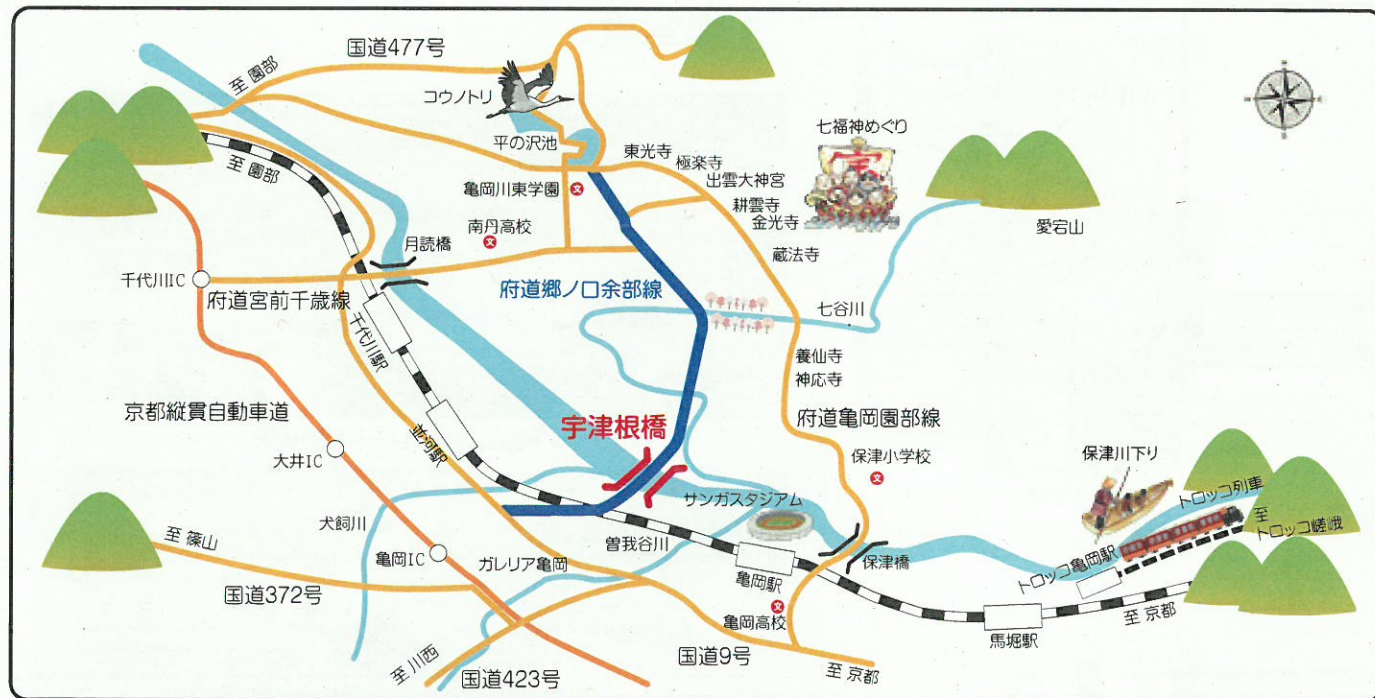 国道477号
至 園部
コウノトリ
平の沢池
七福神めぐり
宝
東光寺
極楽寺
出雲大神宮
耕雲寺
金光寺
蔵法寺
愛宕山
至 園部
亀岡川東学園
文
南丹高校
文
月読橋
千代川IC
府道宮前千歳線
府道郷ノ口余部線
千代川駅
七谷川
養仙寺
神応寺
京都縦貫自動車道
宇津根橋
府道亀岡園部線
並河駅
大井IC
保津小学校
文
保津川下り
サンガスタジアム
トロッコ列車
至
トロッコ嵯峨
犬飼川
至 篠山
亀岡IC
ガレリア亀岡
曽我谷川
亀岡駅
保津橋
トロッコ亀岡駅
国道372号
文
亀岡高校
馬堀駅
至 京都
至 川西
国道423号
国道9号
至 京都